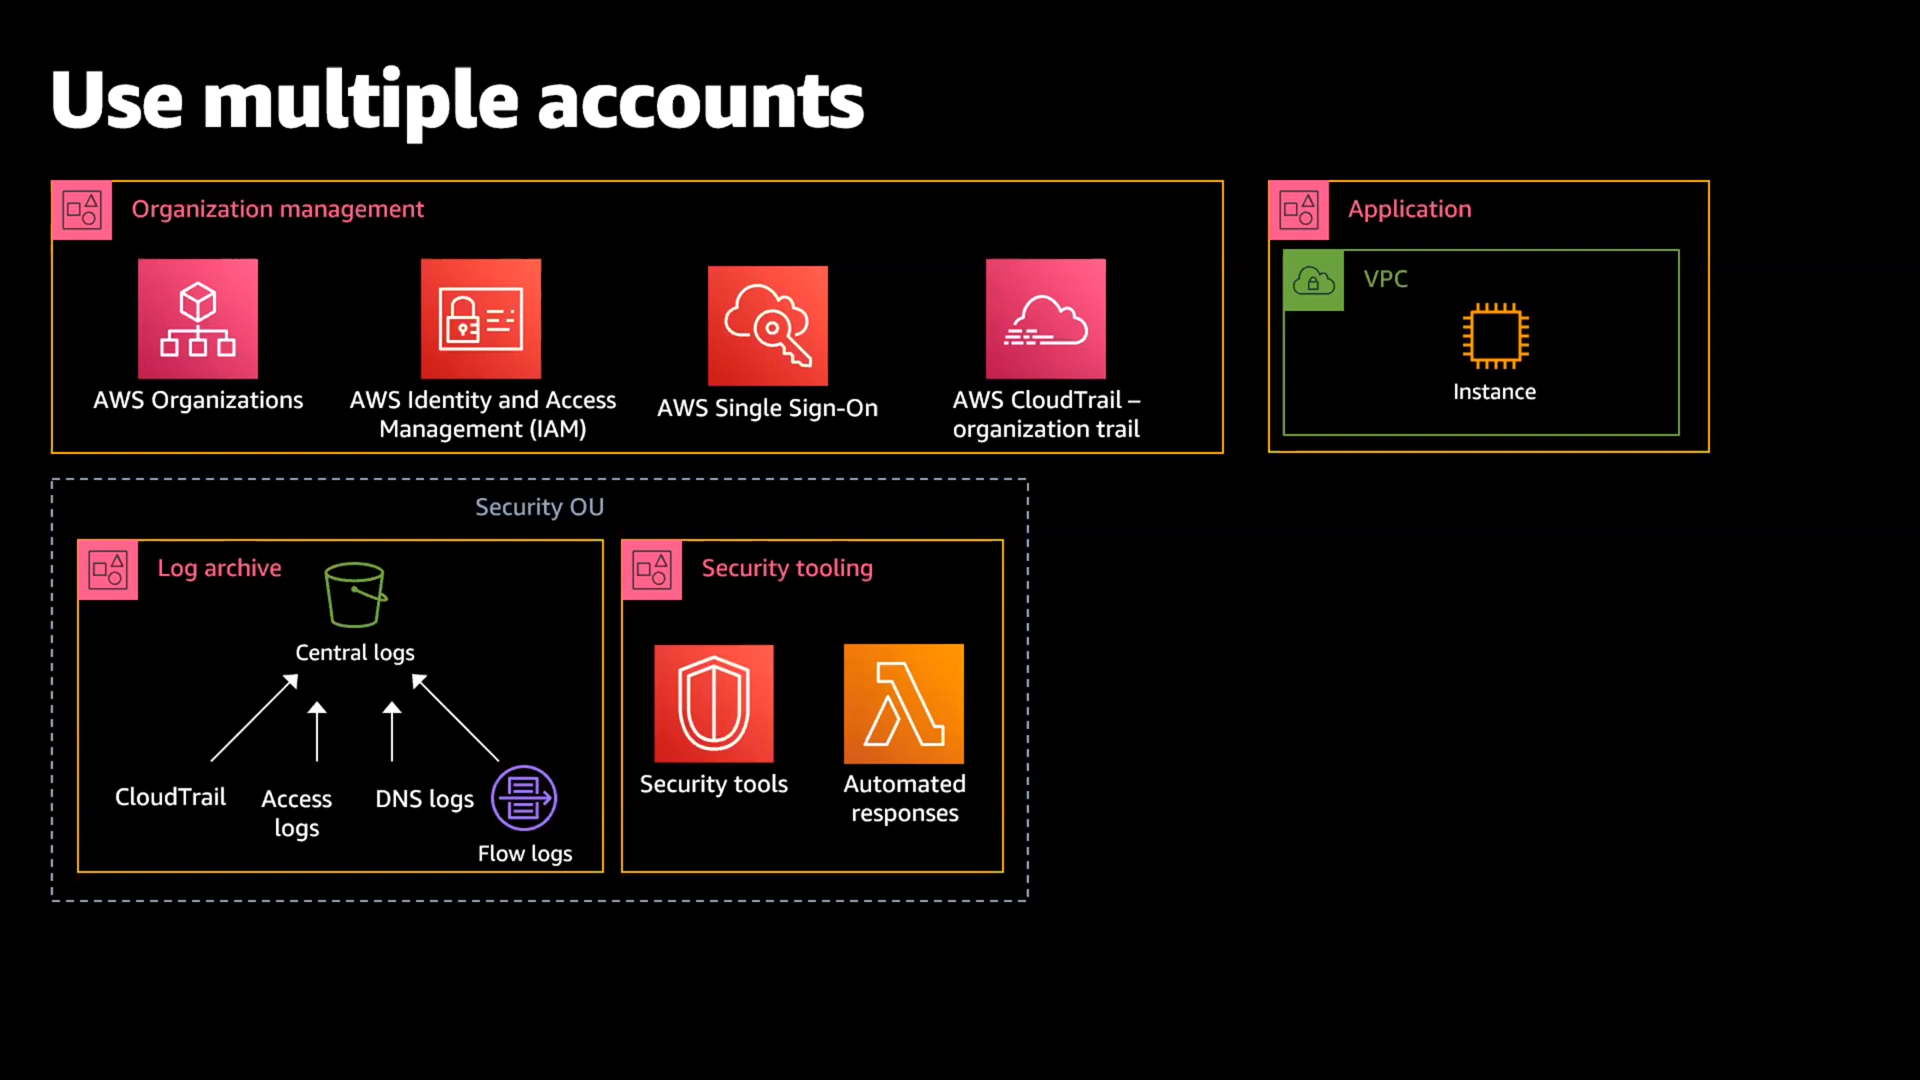 Use multiple accounts
Organization management
AWS Organizations
AWS Identity and Access
Management (IAM)
AWS Single Sign-On
AWS CloudTrail –
organization trail
Application
VPC
Instance
Security OU
Log archive
Central logs
CloudTrail
Access
logs
DNS logs
Flow logs
Security tooling
Security tools
Automated
responses